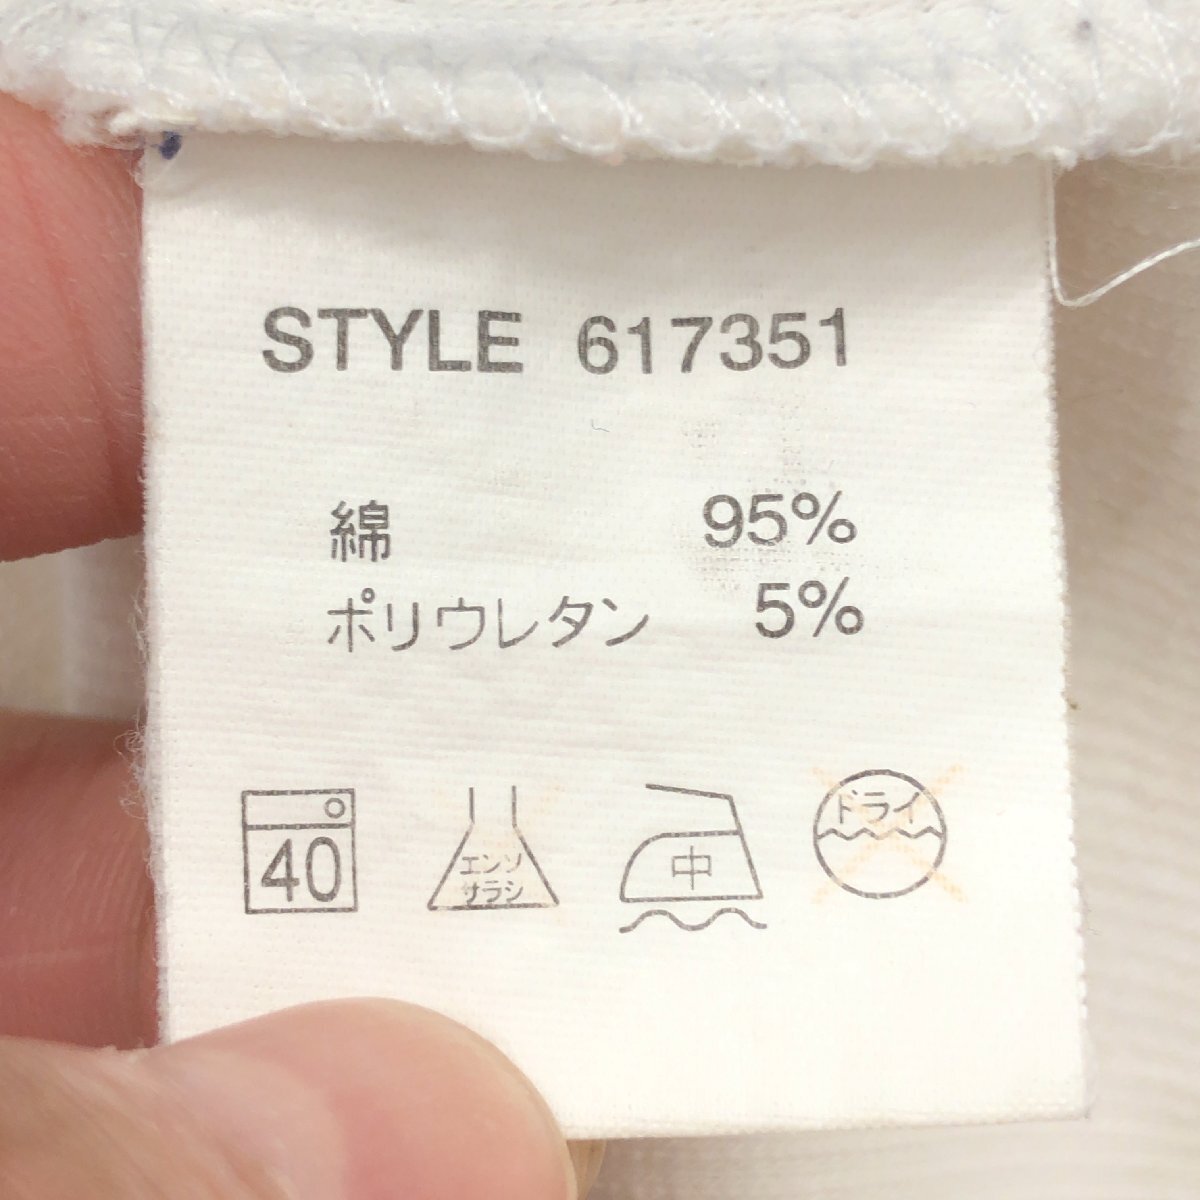 STYLE 617351
綿 95%
ポリウレタン 5%
40
エンソ
サラシ
中
ドライ